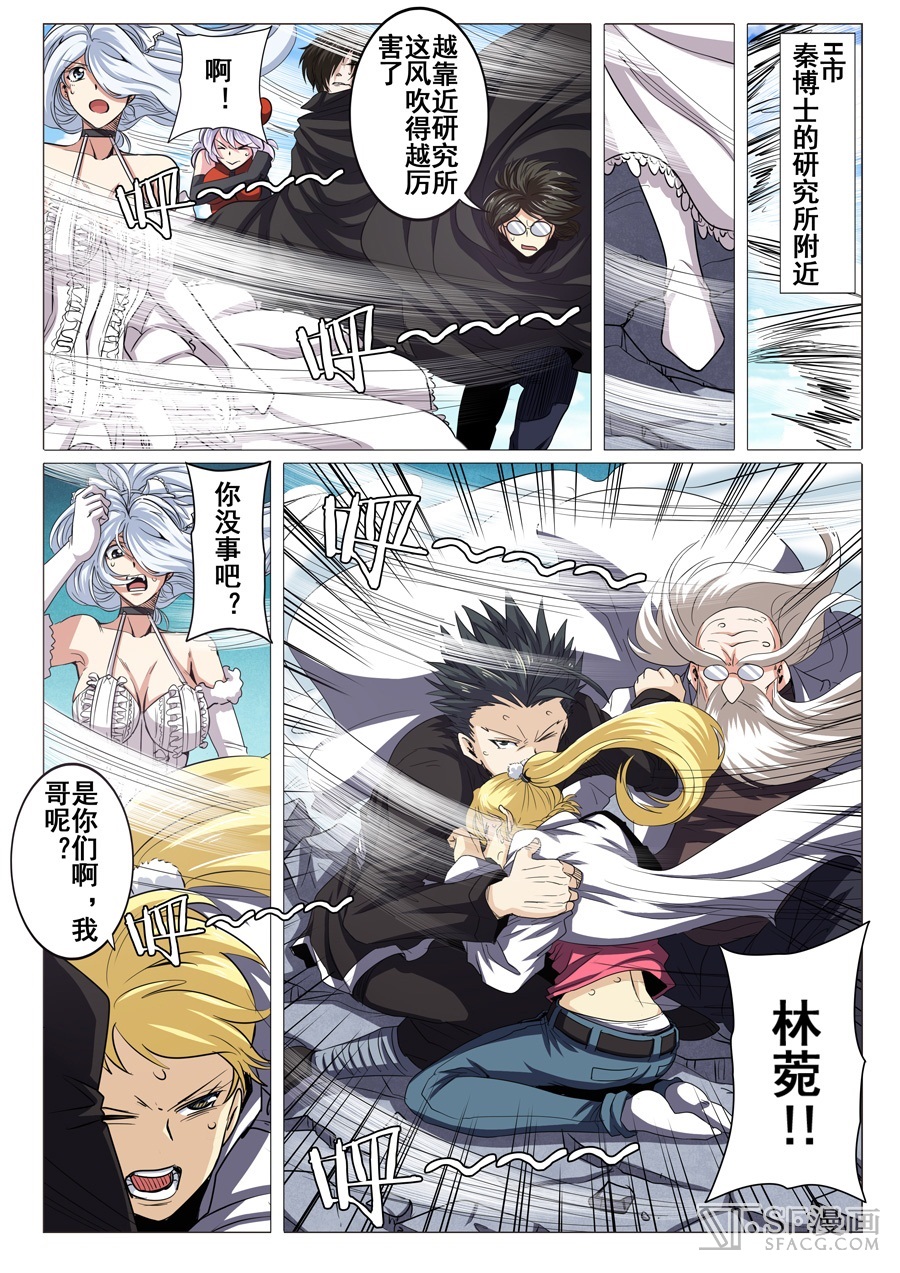 H市
秦博士的研究所附近
越靠近研究所
这风吹得越厉
害了
啊！
呼～～～～
呼～～～～
呼～～～～
林菀！！
你没事吧？
呼～～～～
是你们啊，我
哥呢？
呼～～～～
SF漫画
SFACG.COM